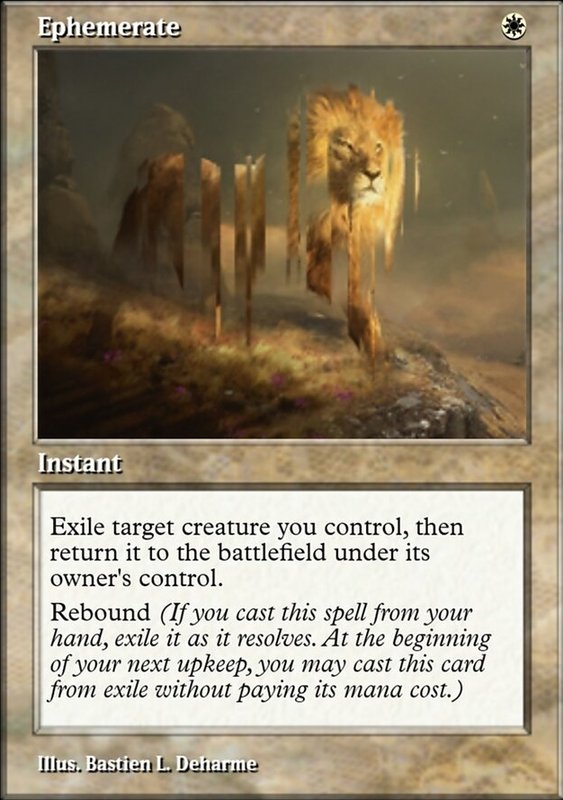 Ephemerate
Instant
Exile target creature you control, then
return it to the battlefield under its
owner's control.
Rebound (If you cast this spell from your
hand, exile it as it resolves. At the beginning
of your next upkeep, you may cast this card
from exile without paying its mana cost.)
Illus. Bastien L. Deharme